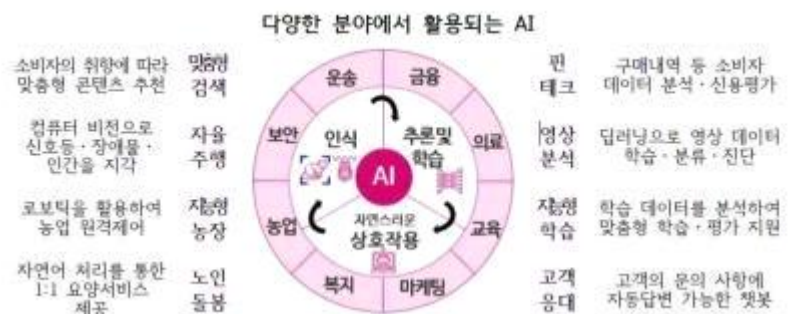 다양한 분야에서 활용되는 AI
소비자의 취향에 따라
맞춤형 콘텐츠 추천
맞춤형
검색
컴퓨터 비전으로
신호등·장애물·
인간을 지각
자율
주행
로보틱을 활용하여
농업 원격제어
지능형
농장
자연어 처리를 통한
1:1 요양서비스
제공
노인
돌봄
운송
금융
보안
의료
농업
교육
복지
마케팅
인식
추론및
학습
AI
자연스러운
상호작용
핀
테크
구매내역 등 소비자
데이터 분석·신용평가
영상
분석
딥러닝으로 영상 데이터
학습·분류·진단
지능형
학습
학습 데이터를 분석하여
맞춤형 학습·평가 지원
고객
응대
고객의 문의 사항에
자동답변 가능한 챗봇